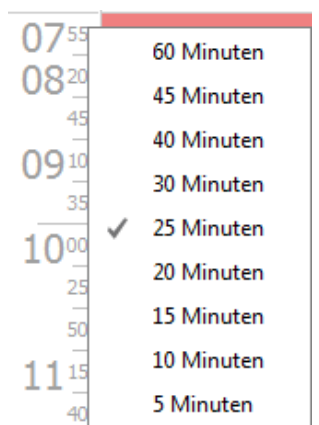 07 55
08 20
45
09 10
35
10 00
25
50
11 15
40
60 Minuten
45 Minuten
40 Minuten
30 Minuten
25 Minuten
20 Minuten
15 Minuten
10 Minuten
5 Minuten